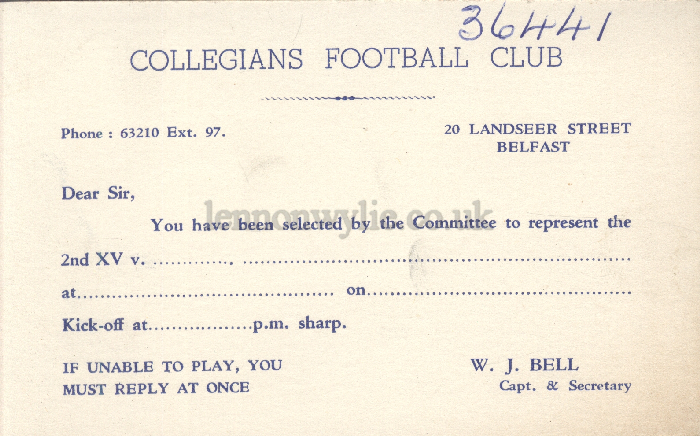 36441
COLLEGIANS FOOTBALL CLUB
Phone : 63210 Ext. 97.
20 LANDSEER STREET
BELFAST
Dear Sir,
lennonwylie.co.uk
You have been selected by the Committee to represent the
2nd XV v. ............. ..............................................................................
at.................................................... on.....................................................
Kick-off at..................p.m. sharp.
IF UNABLE TO PLAY, YOU
MUST REPLY AT ONCE
W. J. BELL
Capt. & Secretary